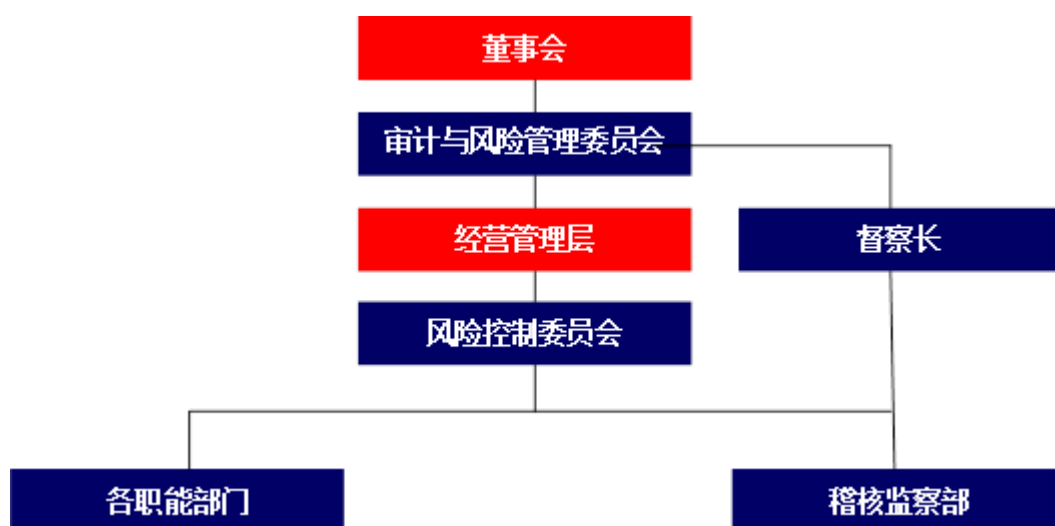 董事会
审计与风险管理委员会
经营管理层
督察长
风险控制委员会
各职能部门
稽核监察部